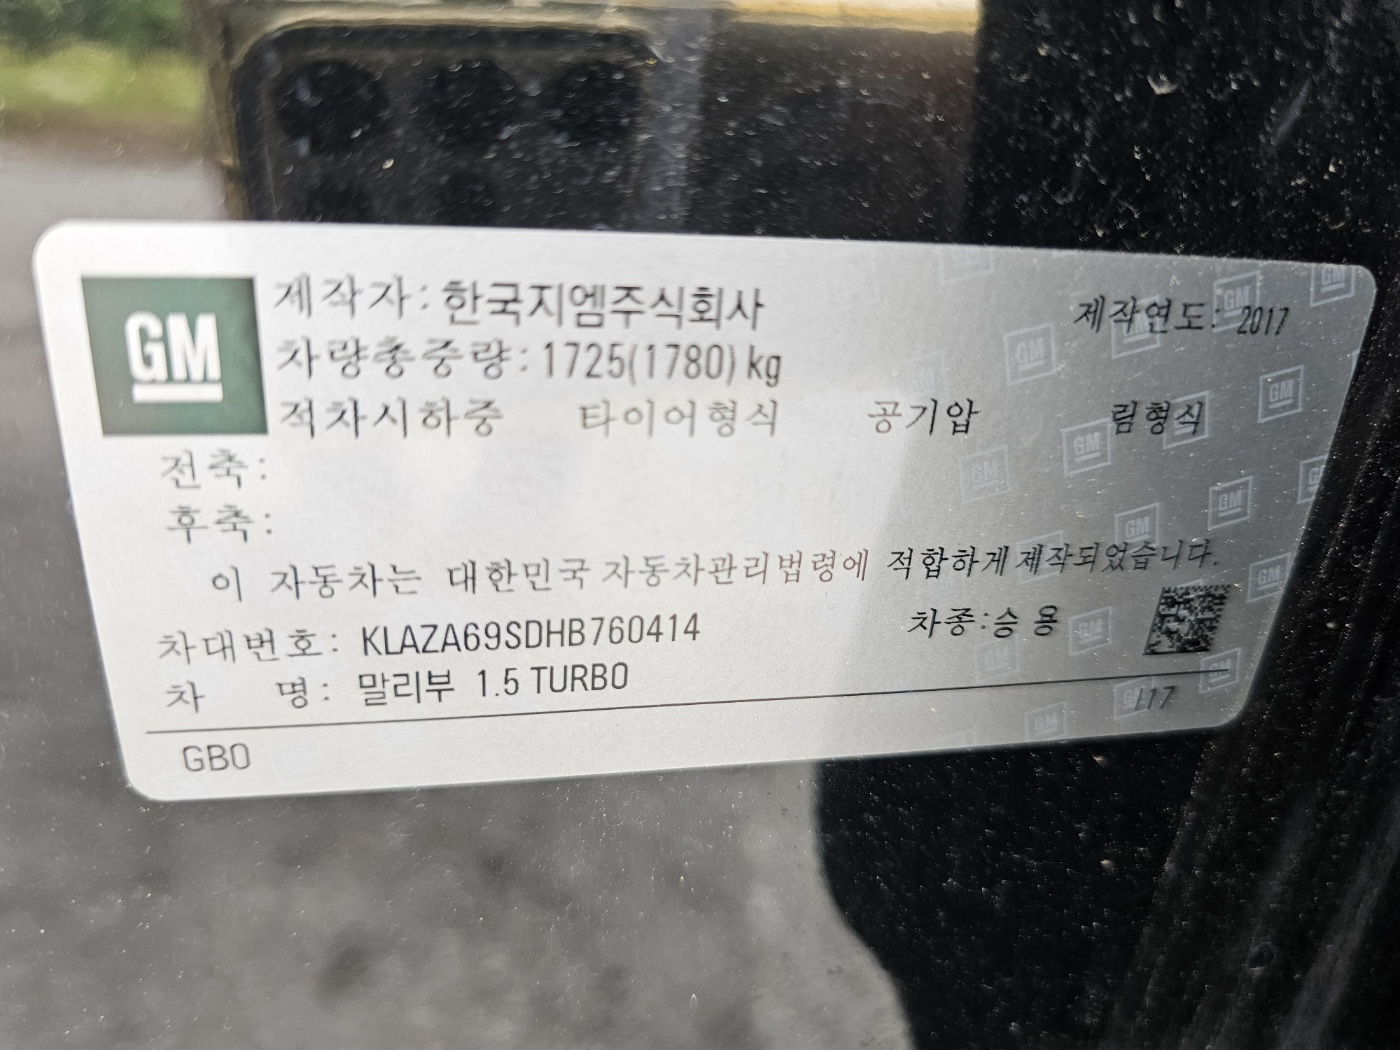 GM
제작자: 한국지엠주식회사 제작연도: 2017
차량총중량: 1725(1780) kg
적차시하중 타이어형식 공기압 림형식
전축:
후축:
이 자동차는 대한민국 자동차관리법령에 적합하게 제작되었습니다.
차대번호: KLAZA69SDHB760414 차종:승 용
차 명: 말리부 1.5 TURBO
GB0 /17